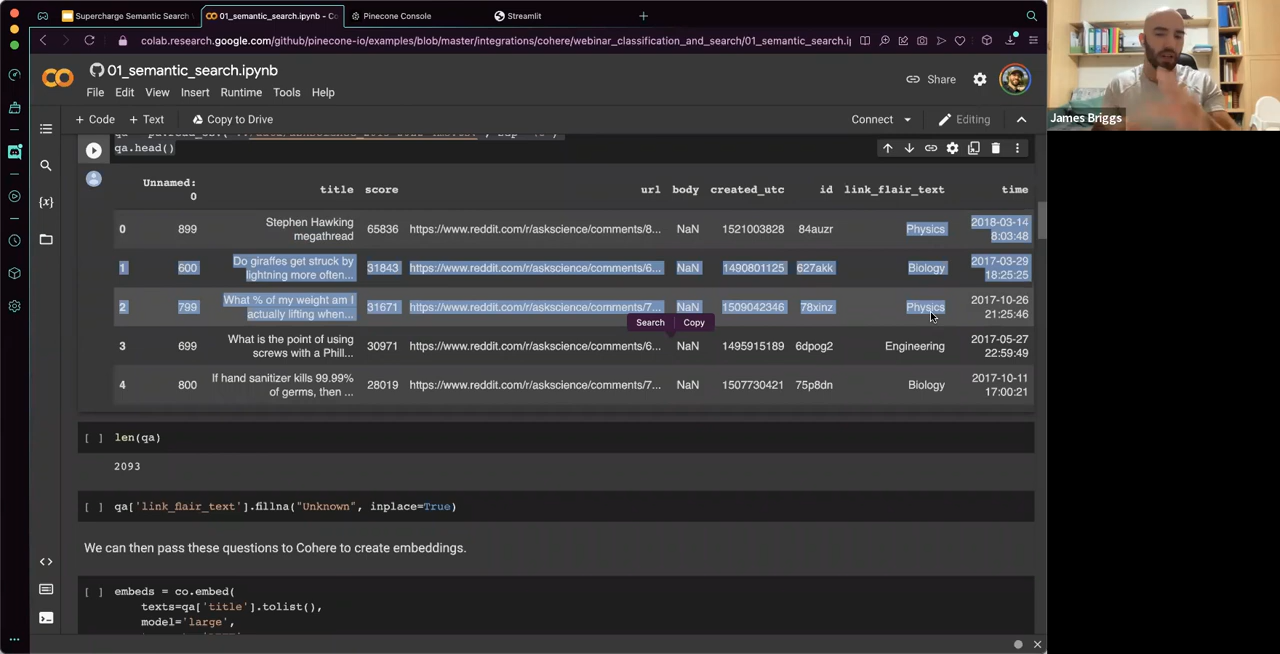 Supercharge Semantic Search
01_semantic_search.ipynb - Co
Pinecone Console
Streamlit
colab.research.google.com/github/pinecone-io/examples/blob/master/integrations/cohere/webinar_classification_and_search/01_semantic_search.i
01_semantic_search.ipynb
Share
File Edit View Insert Runtime Tools Help
+ Code + Text Copy to Drive
Connect
Editing
James Briggs
qa.head()
Unnamed: 0 title score url body created_utc id link_flair_text time
0 899 Stephen Hawking megathread 65836 https://www.reddit.com/r/askscience/comments/8... NaN 1521003828 84auzr Physics 2018-03-14 8:03:48
1 600 Do giraffes get struck by lightning more often... 31843 https://www.reddit.com/r/askscience/comments/6... NaN 1490801125 627akk Biology 2017-03-29 18:25:25
2 799 What % of my weight am I actually lifting when... 31671 https://www.reddit.com/r/askscience/comments/7... NaN 1509042346 78xinz Physics 2017-10-26 21:25:46
Search Copy
3 699 What is the point of using screws with a Phill... 30971 https://www.reddit.com/r/askscience/comments/6... NaN 1495915189 6dpog2 Engineering 2017-05-27 22:59:49
4 800 If hand sanitizer kills 99.99% of germs, then ... 28019 https://www.reddit.com/r/askscience/comments/7... NaN 1507730421 75p8dn Biology 2017-10-11 17:00:21
[ ] len(qa)
2093
[ ] qa['link_flair_text'].fillna("Unknown", inplace=True)
We can then pass these questions to Cohere to create embeddings.
[ ] embeds = co.embed(
texts=qa['title'].tolist(),
model='large',